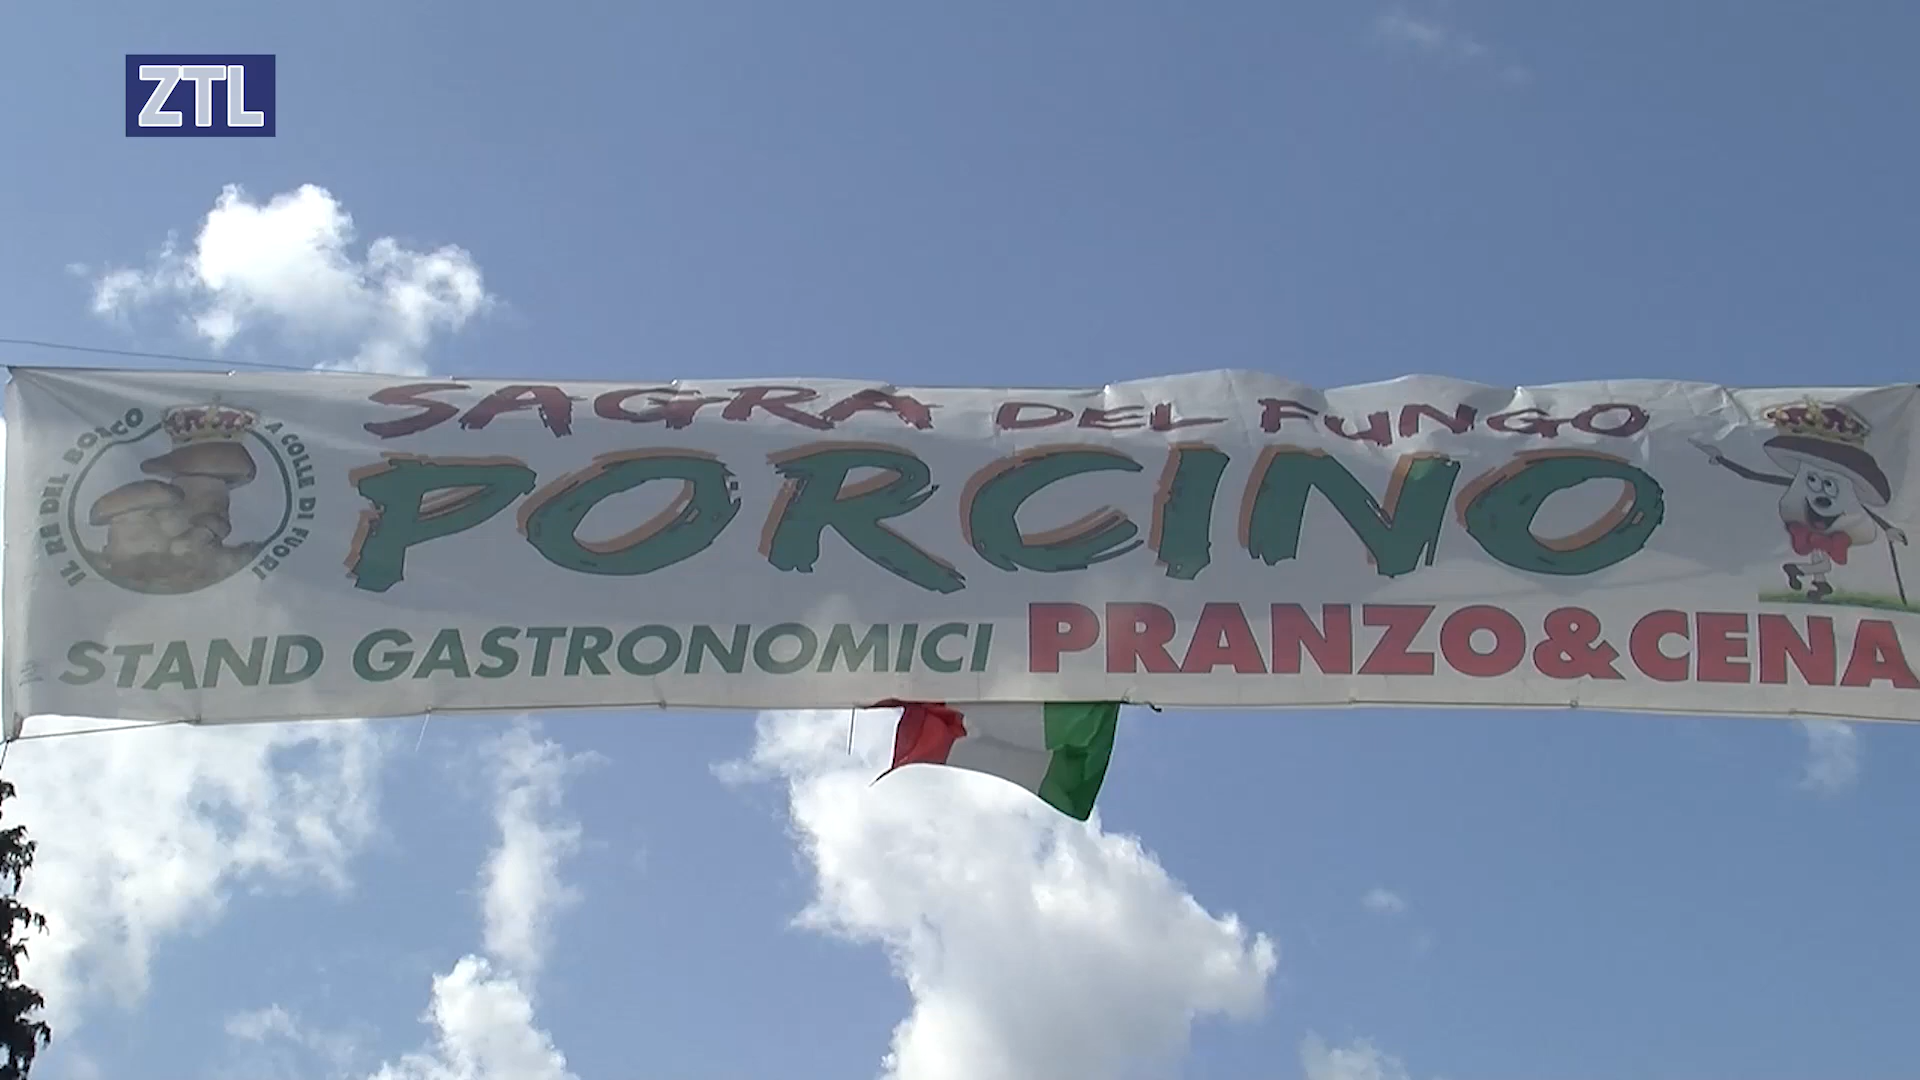 ZTL
SAGRA DEL FUNGO
PORCINO
IL RE DEL BOSCO
A COLLE DI FUORI
STAND GASTRONOMICI PRANZO&CENA